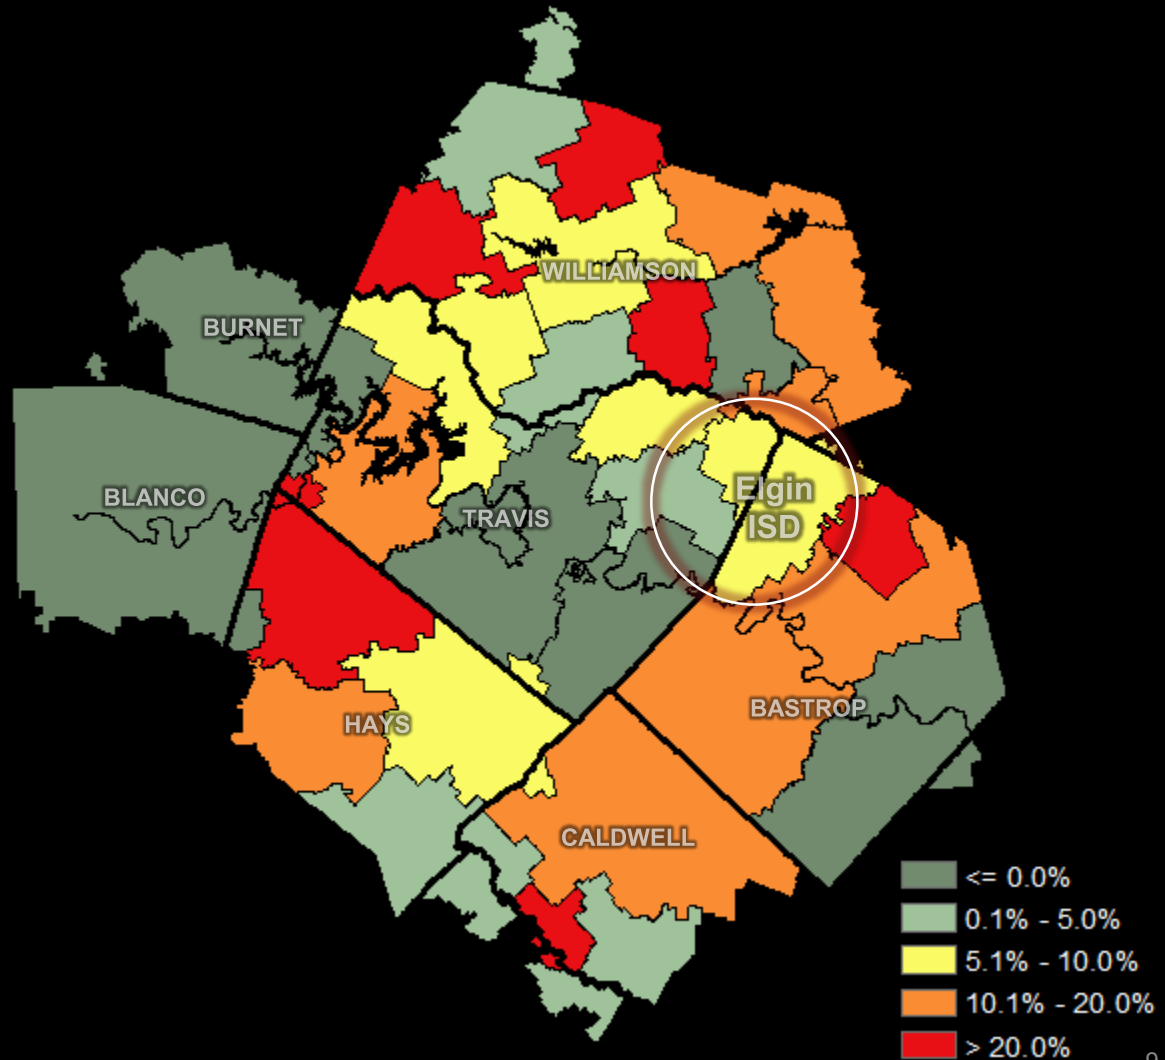 WILLIAMSON
BURNET
BLANCO
TRAVIS
Elgin
ISD
HAYS
BASTROP
CALDWELL
<= 0.0%
0.1% - 5.0%
5.1% - 10.0%
10.1% - 20.0%
> 20.0%